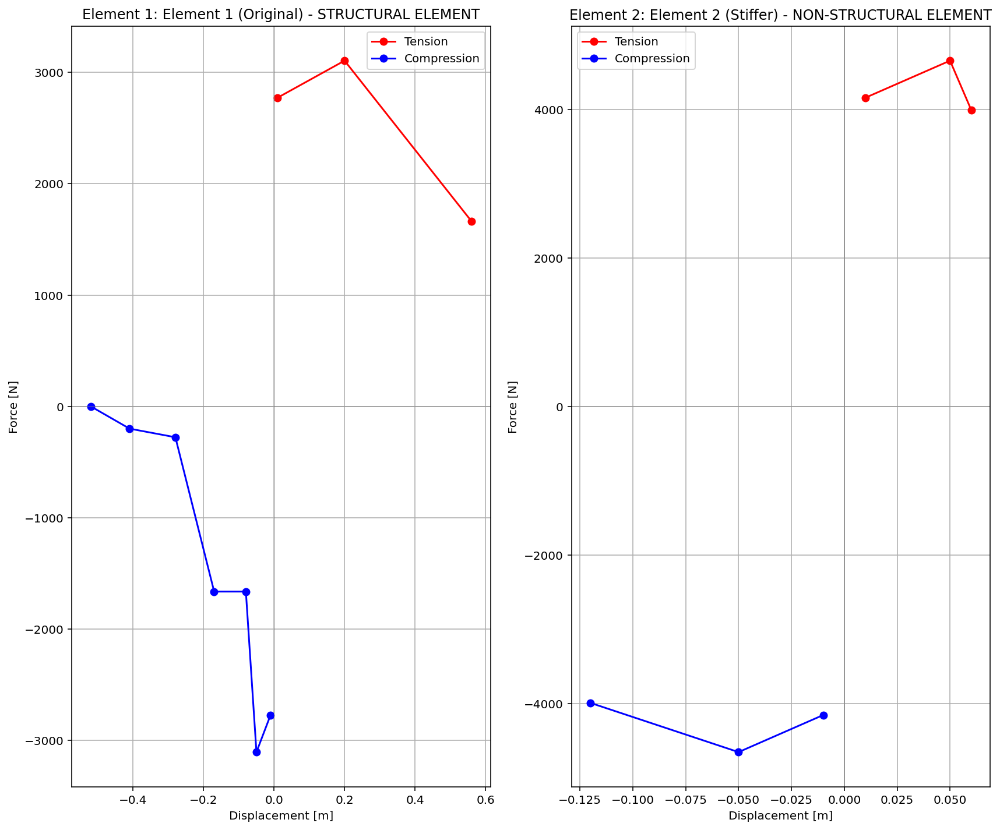 Element 1: Element 1 (Original) - STRUCTURAL ELEMENT
Tension
Compression
3000
2000
1000
0
−1000
−2000
−3000
Force [N]
−0.4 −0.2 0.0 0.2 0.4 0.6
Displacement [m]
Element 2: Element 2 (Stiffer) - NON-STRUCTURAL ELEMENT
Tension
Compression
4000
2000
0
−2000
−4000
Force [N]
−0.125 −0.100 −0.075 −0.050 −0.025 0.000 0.025 0.050
Displacement [m]